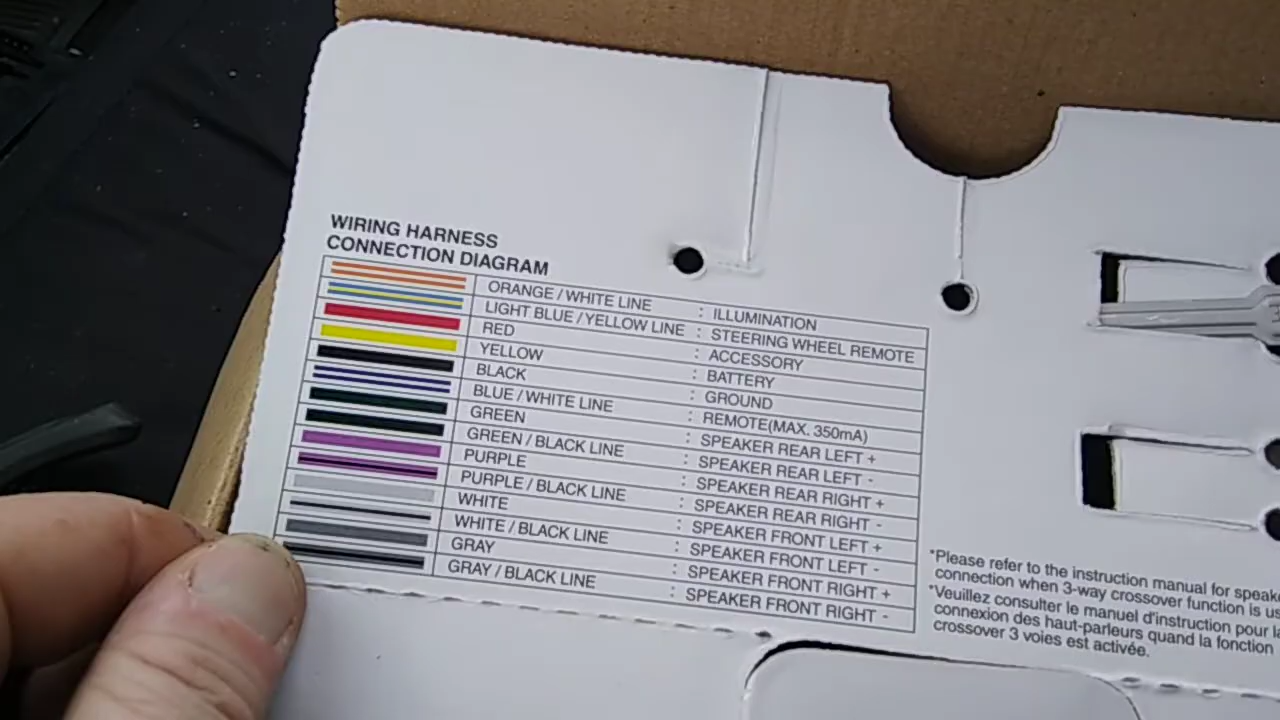 WIRING HARNESS
CONNECTION DIAGRAM
ORANGE / WHITE LINE : ILLUMINATION
LIGHT BLUE / YELLOW LINE : STEERING WHEEL REMOTE
RED : ACCESSORY
YELLOW : BATTERY
BLACK : GROUND
BLUE / WHITE LINE : REMOTE(MAX. 350mA)
GREEN : SPEAKER REAR LEFT +
GREEN / BLACK LINE : SPEAKER REAR LEFT -
PURPLE : SPEAKER REAR RIGHT +
PURPLE / BLACK LINE : SPEAKER REAR RIGHT -
WHITE : SPEAKER FRONT LEFT +
WHITE / BLACK LINE : SPEAKER FRONT LEFT -
GRAY : SPEAKER FRONT RIGHT +
GRAY / BLACK LINE : SPEAKER FRONT RIGHT -
*Please refer to the instruction manual for
connection when 3-way crossover function is
*Veuillez consulter le manuel d'instruction pour
connexion des haut-parleurs quand la fonction
crossover 3 voies est activée.